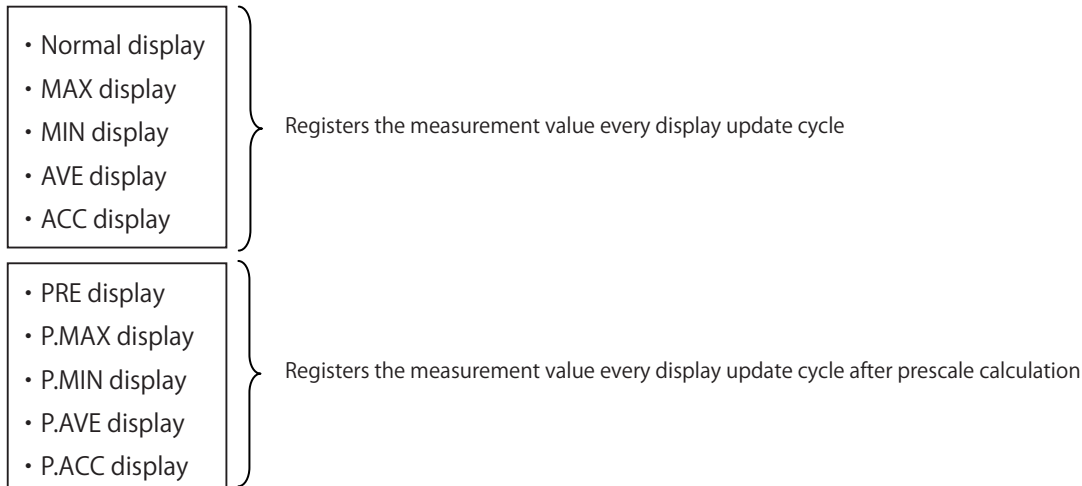 ・Normal display
・MAX display
・MIN display
・AVE display
・ACC display
Registers the measurement value every display update cycle
・PRE display
・P.MAX display
・P.MIN display
・P.AVE display
・P.ACC display
Registers the measurement value every display update cycle after prescale calculation